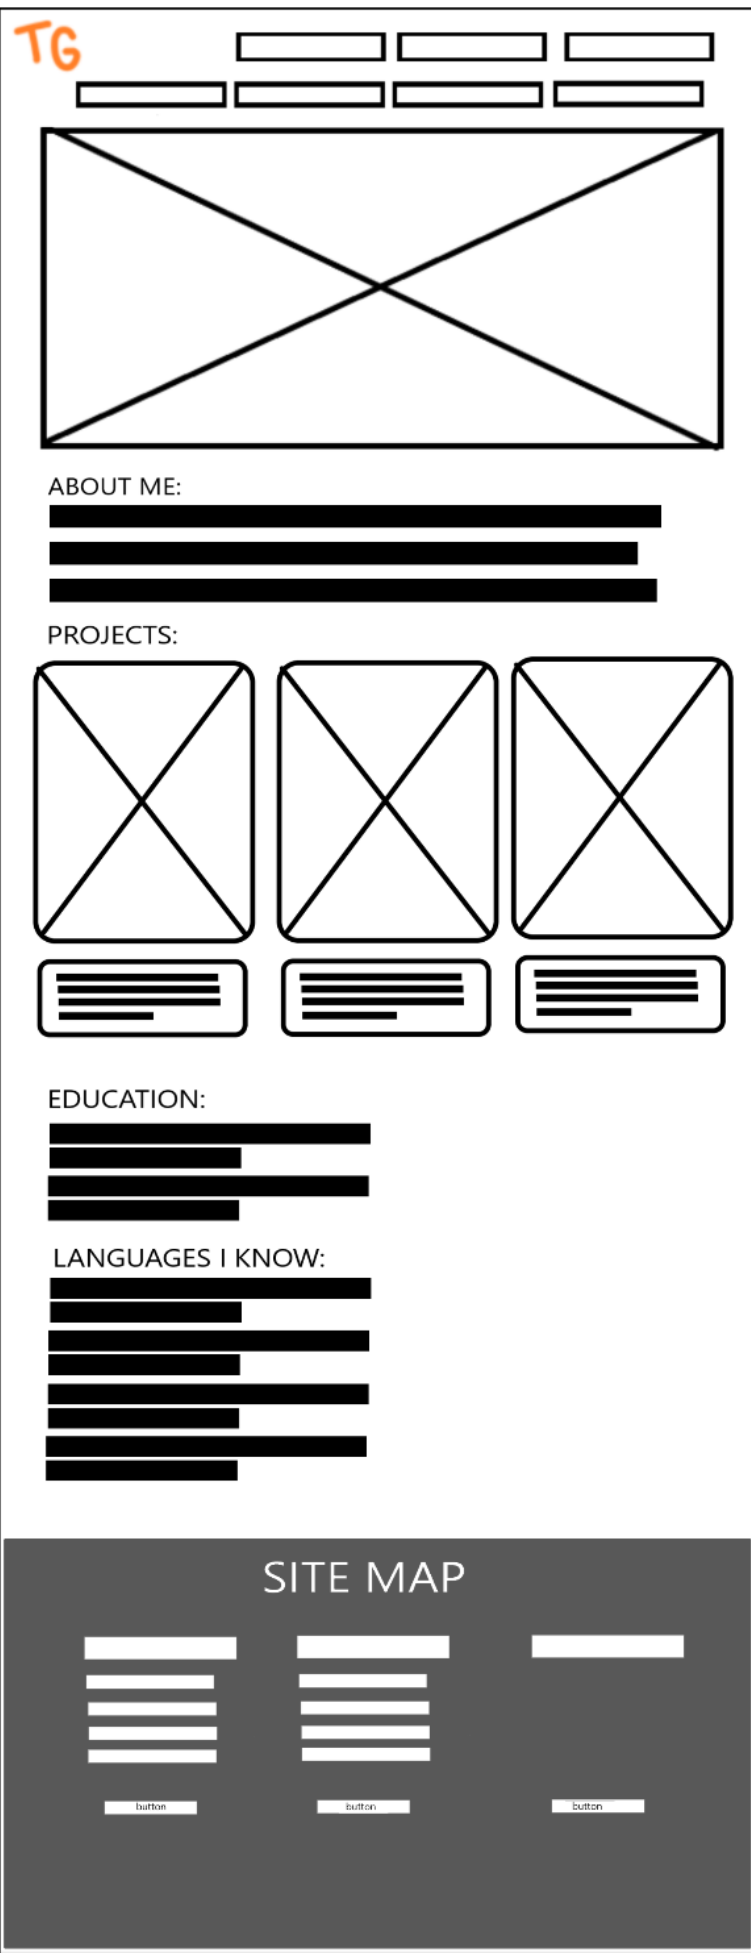 TG
ABOUT ME:
PROJECTS:
EDUCATION:
LANGUAGES I KNOW:
SITE MAP
button
button
button